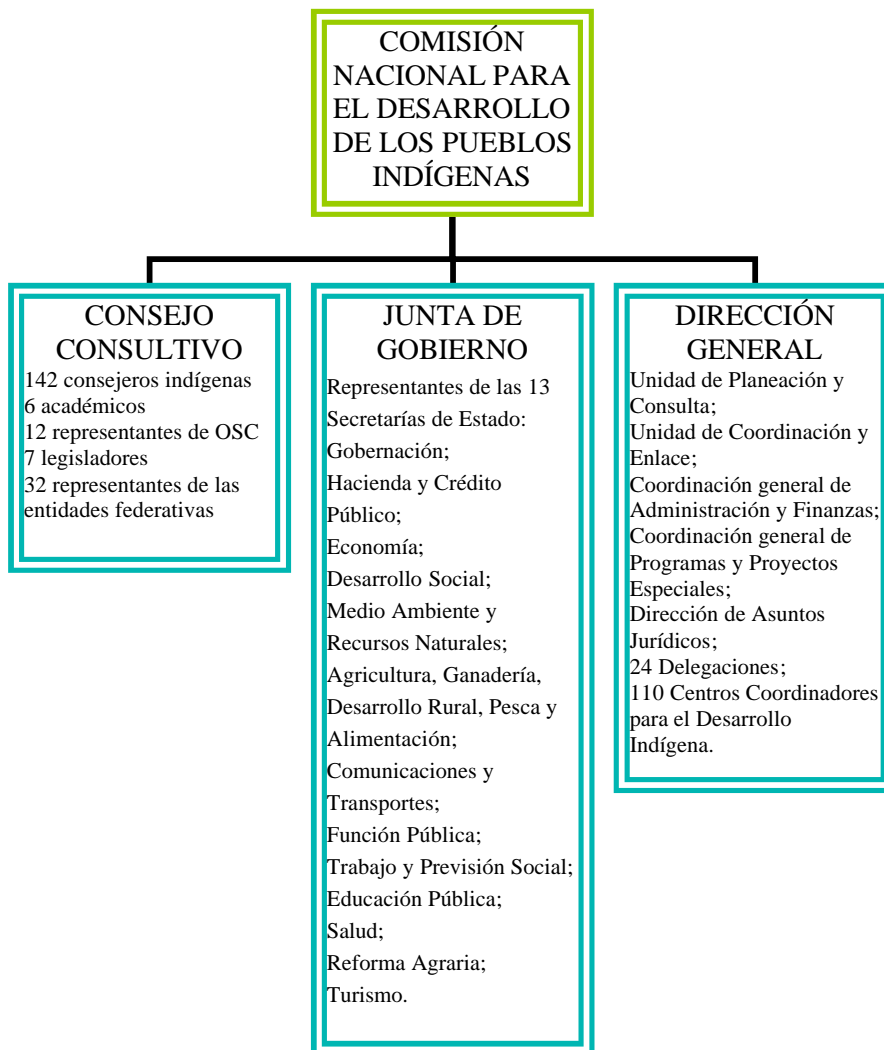 COMISIÓN
NACIONAL PARA
EL DESARROLLO
DE LOS PUEBLOS
INDÍGENAS
CONSEJO
CONSULTIVO
142 consejeros indígenas
6 académicos
12 representantes de OSC
7 legisladores
32 representantes de las
entidades federativas
JUNTA DE
GOBIERNO
Representantes de las 13
Secretarías de Estado:
Gobernación;
Hacienda y Crédito
Público;
Economía;
Desarrollo Social;
Medio Ambiente y
Recursos Naturales;
Agricultura, Ganadería,
Desarrollo Rural, Pesca y
Alimentación;
Comunicaciones y
Transportes;
Función Pública;
Trabajo y Previsión Social;
Educación Pública;
Salud;
Reforma Agraria;
Turismo.
DIRECCIÓN
GENERAL
Unidad de Planeación y
Consulta;
Unidad de Coordinación y
Enlace;
Coordinación general de
Administración y Finanzas;
Coordinación general de
Programas y Proyectos
Especiales;
Dirección de Asuntos
Jurídicos;
24 Delegaciones;
110 Centros Coordinadores
para el Desarrollo
Indígena.